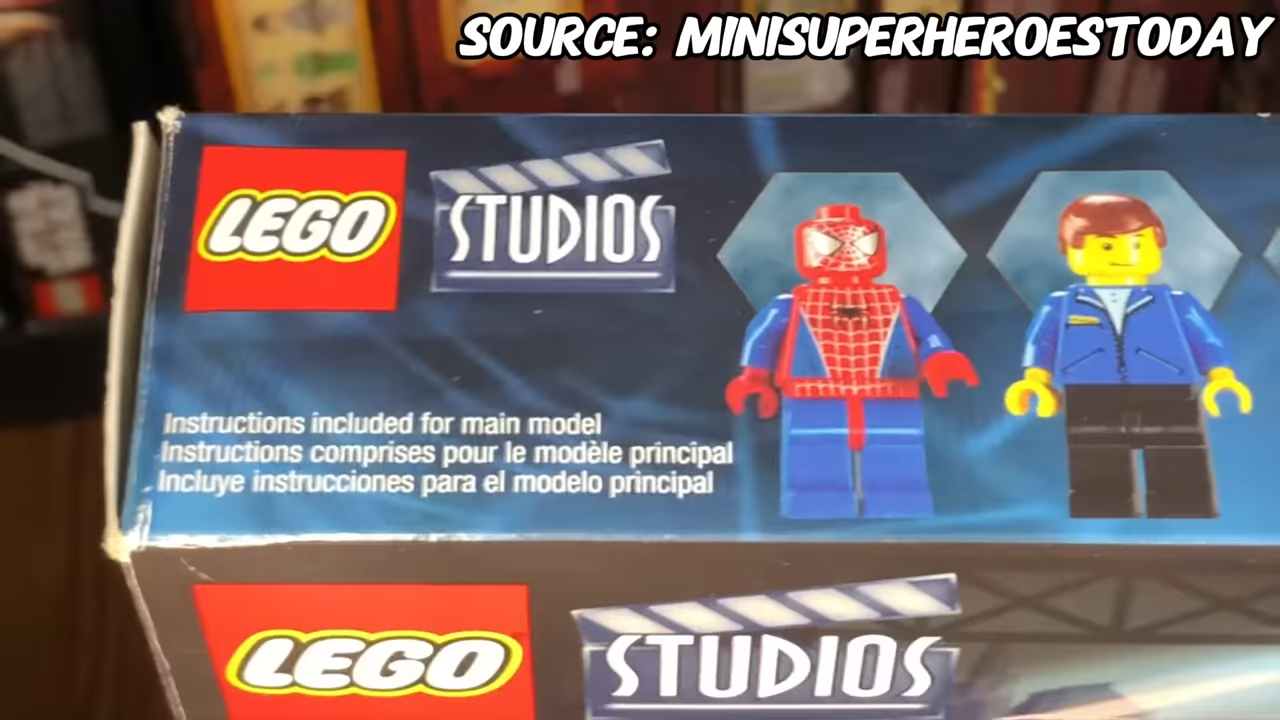 SOURCE: MINISUPERHEROESTODAY
LEGO
STUDIOS
Instructions included for main model
Instructions comprises pour le modèle principal
Incluye instrucciones para el modelo principal
LEGO
STUDIOS